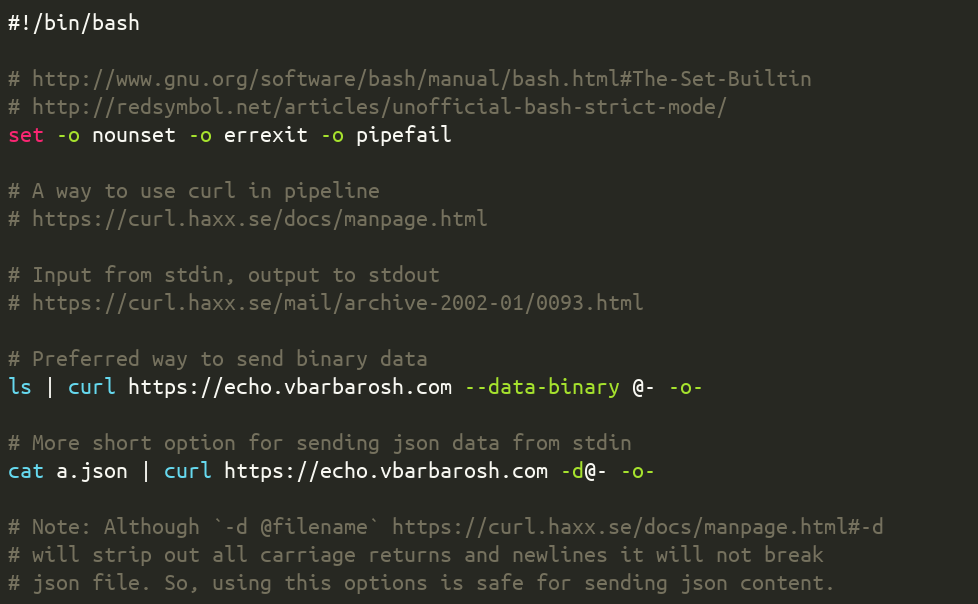 #!/bin/bash
# http://www.gnu.org/software/bash/manual/bash.html#The-Set-Builtin
# http://redsymbol.net/articles/unofficial-bash-strict-mode/
set -o nounset -o errexit -o pipefail
# A way to use curl in pipeline
# https://curl.haxx.se/docs/manpage.html
# Input from stdin, output to stdout
# https://curl.haxx.se/mail/archive-2002-01/0093.html
# Preferred way to send binary data
ls | curl https://echo.vbarbarosh.com --data-binary @- -o-
# More short option for sending json data from stdin
cat a.json | curl https://echo.vbarbarosh.com -d@- -o-
# Note: Although `-d @filename` https://curl.haxx.se/docs/manpage.html#-d
# will strip out all carriage returns and newlines it will not break
# json file. So, using this options is safe for sending json content.